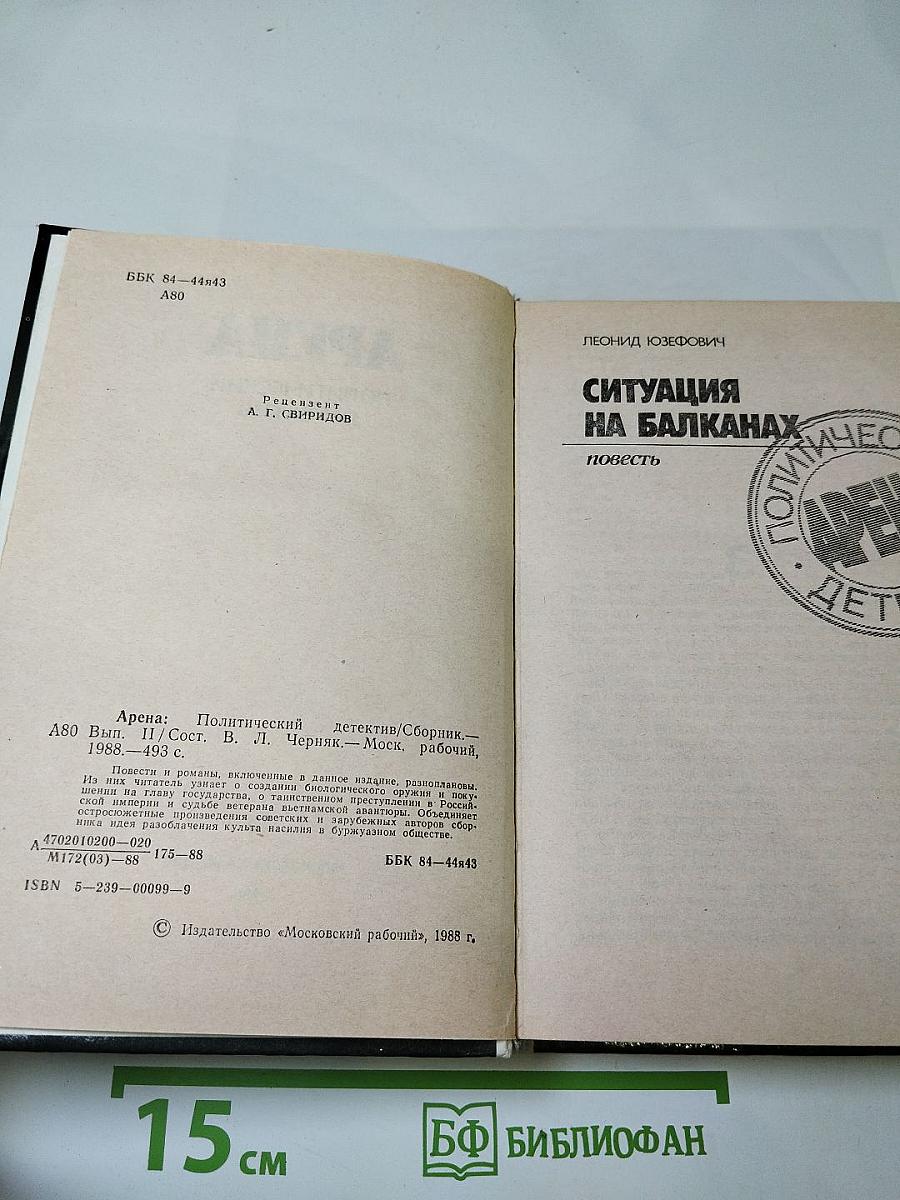 ББК 84—44я43
А80
Рецензент
А. Г. СВИРИДОВ
Арена: Политический детектив/Сборник.—
А80 Вып. II/Сост. В. Л. Черняк.—Моск. рабочий,
1988.—493 с.
Повести и романы, включенные в данное издание, разноплановы.
Из них читатель узнает о создании биологического оружия и поку-
шении на главу государства, о таинственном преступлении в Россий-
ской империи и судьбе ветерана вьетнамской авантюры. Объединяет
остросюжетные произведения советских и зарубежных авторов сбор-
ника идея разоблачения культа насилия в буржуазном обществе.
А 4702010200—020
М172(03)—88
175—88
ББК 84—44я43
ISBN 5—239—00099—9
© Издательство «Московский рабочий», 1988 г.
ЛЕОНИД ЮЗЕФОВИЧ
СИТУАЦИЯ
НА БАЛКАНАХ
повесть
ПОЛИТИЧЕС
АРЕН
ДЕТЕ
15 см
БФ БИБЛИОФАН